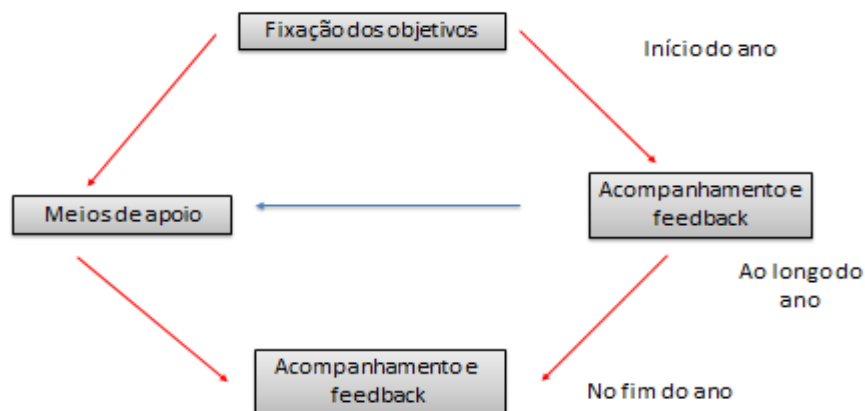 Fixação dos objetivos
Início do ano
Meios de apoio
Acompanhamento e
feedback
Ao longo do
ano
Acompanhamento e
feedback
No fim do ano